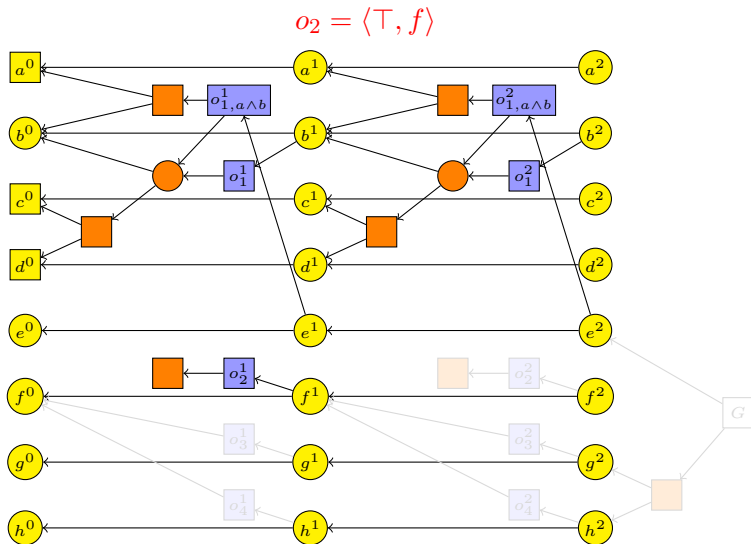 o₂ = ⟨⊤, f⟩
a⁰ a¹ a²
o¹₁,ₐ∧b o²₁,ₐ∧b
b⁰ b¹ b²
o¹₁ o²₁
c⁰ c¹ c²
d⁰ d¹ d²
e⁰ e¹ e²
o¹₂ o²₂
f⁰ f¹ f²
G
o¹₃ o²₃
g⁰ g¹ g²
o¹₄ o²₄
h⁰ h¹ h²